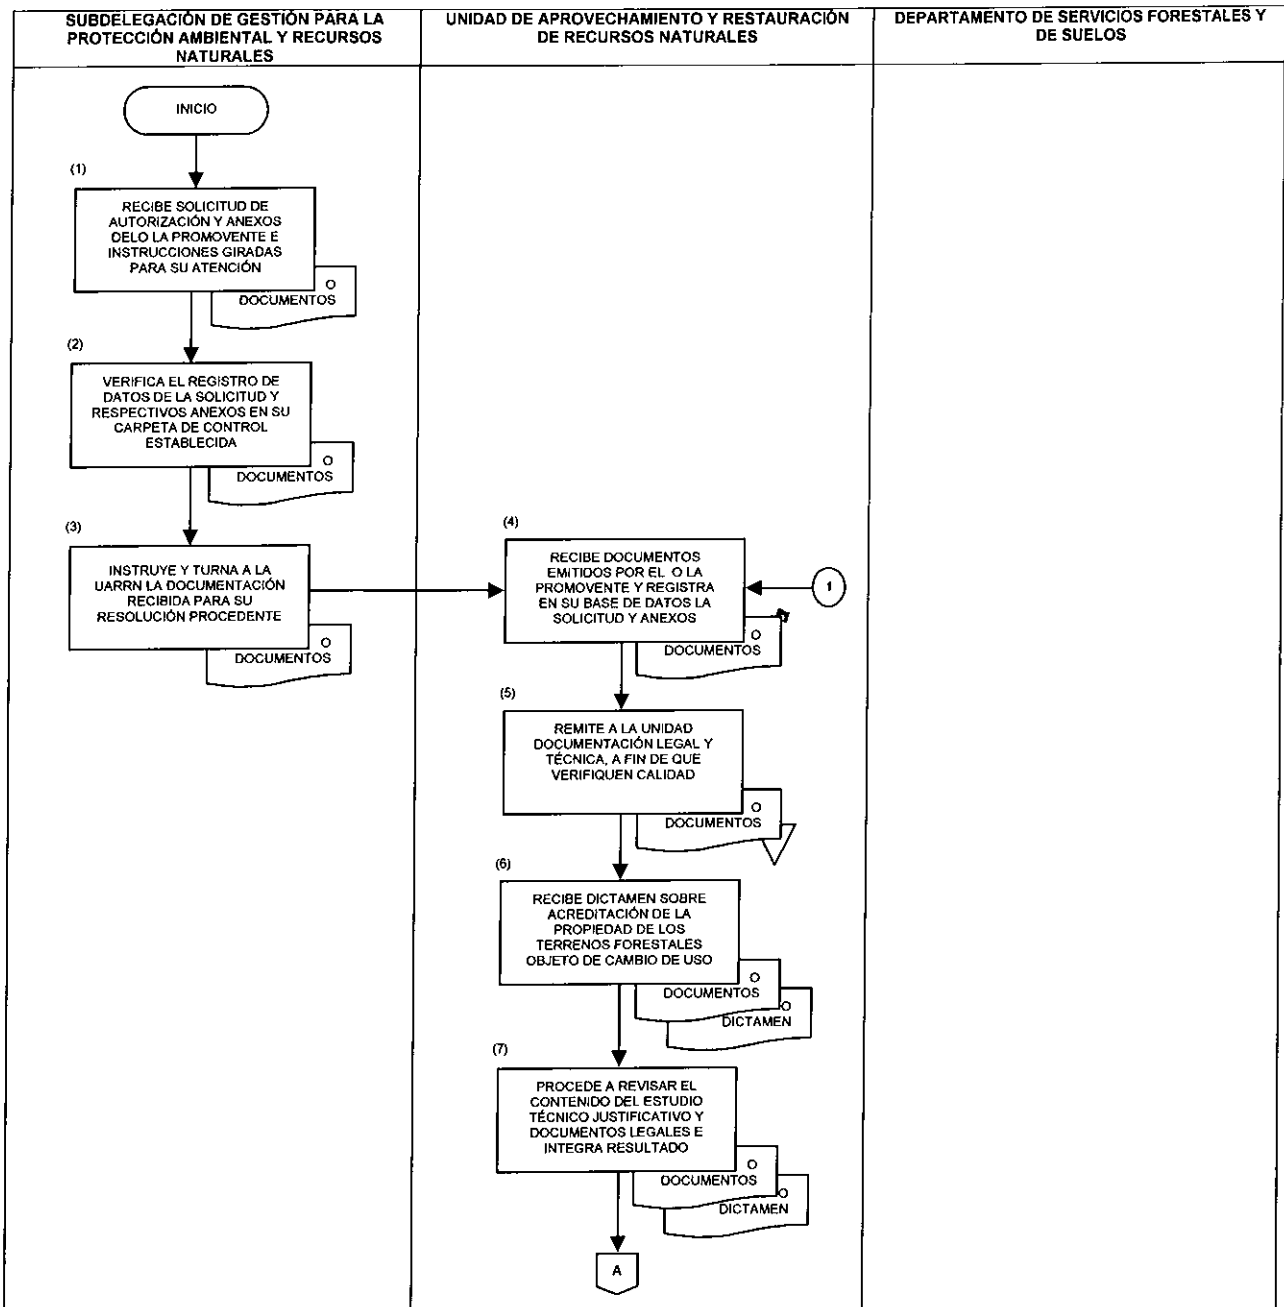 SUBDELEGACIÓN DE GESTIÓN PARA LA
PROTECCIÓN AMBIENTAL Y RECURSOS
NATURALES
UNIDAD DE APROVECHAMIENTO Y RESTAURACIÓN
DE RECURSOS NATURALES
DEPARTAMENTO DE SERVICIOS FORESTALES Y
DE SUELOS
INICIO
(1)
RECIBE SOLICITUD DE
AUTORIZACIÓN Y ANEXOS
DELO LA PROMOVENTE E
INSTRUCCIONES GIRADAS
PARA SU ATENCIÓN
O
DOCUMENTOS
(2)
VERIFICA EL REGISTRO DE
DATOS DE LA SOLICITUD Y
RESPECTIVOS ANEXOS EN SU
CARPETA DE CONTROL
ESTABLECIDA
O
DOCUMENTOS
(3)
INSTRUYE Y TURNA A LA
UARRN LA DOCUMENTACIÓN
RECIBIDA PARA SU
RESOLUCIÓN PROCEDENTE
O
DOCUMENTOS
(4)
RECIBE DOCUMENTOS
EMITIDOS POR EL O LA
PROMOVENTE Y REGISTRA
EN SU BASE DE DATOS LA
SOLICITUD Y ANEXOS
1
O
DOCUMENTOS
(5)
REMITE A LA UNIDAD
DOCUMENTACIÓN LEGAL Y
TÉCNICA, A FIN DE QUE
VERIFIQUEN CALIDAD
O
DOCUMENTOS
(6)
RECIBE DICTAMEN SOBRE
ACREDITACIÓN DE LA
PROPIEDAD DE LOS
TERRENOS FORESTALES
OBJETO DE CAMBIO DE USO
O
DOCUMENTOS
O
DICTAMEN
(7)
PROCEDE A REVISAR EL
CONTENIDO DEL ESTUDIO
TÉCNICO JUSTIFICATIVO Y
DOCUMENTOS LEGALES E
INTEGRA RESULTADO
O
DOCUMENTOS
O
DICTAMEN
A